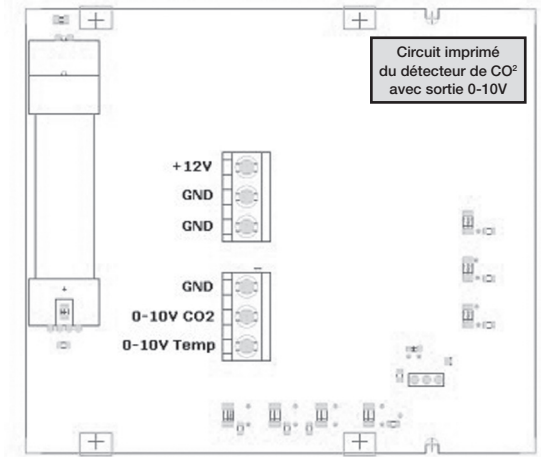 Circuit imprimé
du détecteur de CO²
avec sortie 0-10V
+12V
GND
GND
GND
0-10V CO2
0-10V Temp